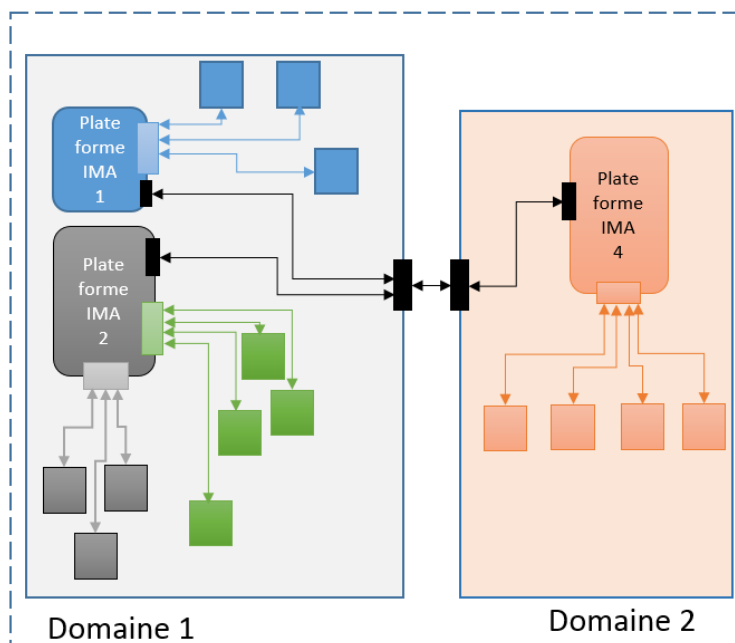 Plate
forme
IMA
1
Plate
forme
IMA
2
Plate
forme
IMA
4
Domaine 1
Domaine 2